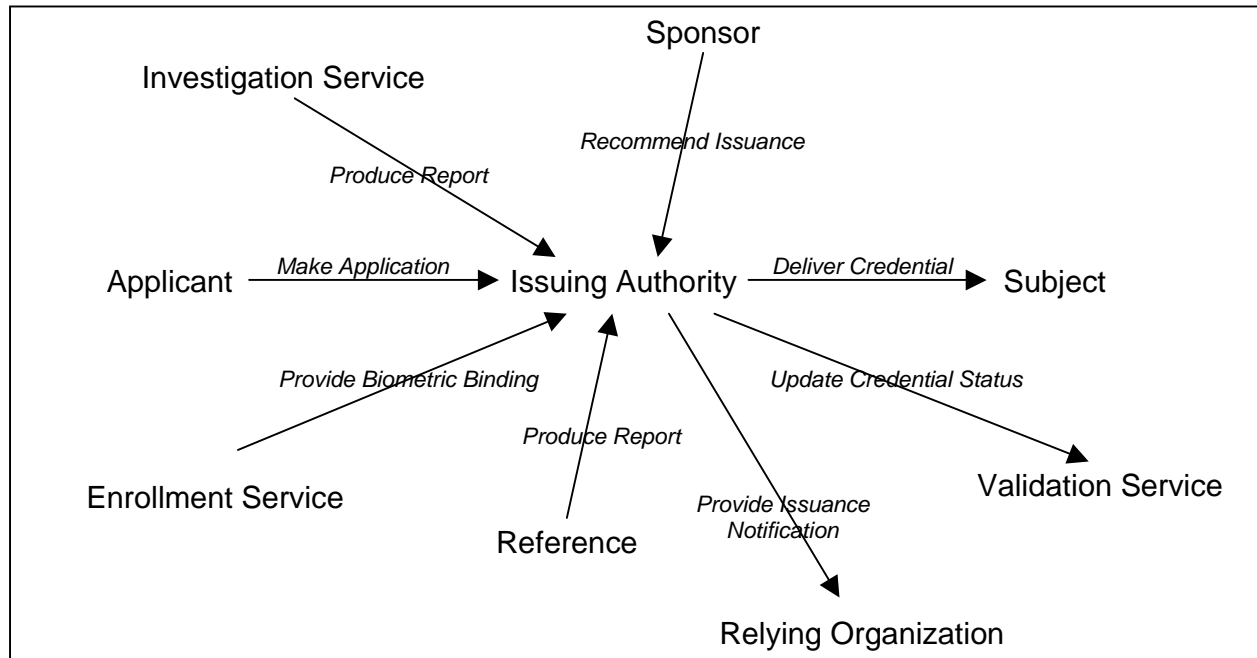 Sponsor
Investigation Service
Recommend Issuance
Produce Report
Applicant
Make Application
Issuing Authority
Deliver Credential
Subject
Provide Biometric Binding
Update Credential Status
Produce Report
Enrollment Service
Validation Service
Provide Issuance
Notification
Reference
Relying Organization